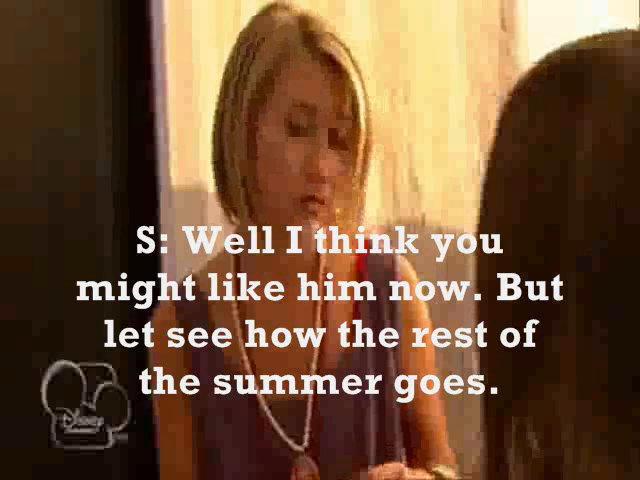 S: Well I think you
might like him now. But
let see how the rest of
the summer goes.
Disney